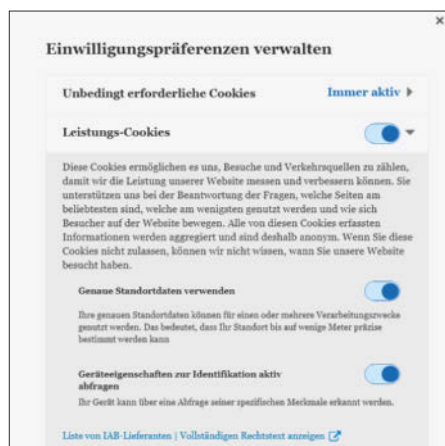 ×
Einwilligungspräferenzen verwalten
Unbedingt erforderliche Cookies Immer aktiv
Leistungs-Cookies
Diese Cookies ermöglichen es uns, Besuche und Verkehrsquellen zu zählen,
damit wir die Leistung unserer Website messen und verbessern können. Sie
unterstützen uns bei der Beantwortung der Fragen, welche Seiten am
beliebtesten sind, welche am wenigsten genutzt werden und wie sich
Besucher auf der Website bewegen. Alle von diesen Cookies erfassten
Informationen werden aggregiert und sind deshalb anonym. Wenn Sie diese
Cookies nicht zulassen, können wir nicht wissen, wann Sie unsere Website
besucht haben.
Genaue Standortdaten verwenden
Ihre genauen Standortdaten können für einen oder mehrere Verarbeitungszwecke
genutzt werden. Das bedeutet, dass Ihr Standort bis auf wenige Meter präzise
bestimmt werden kann
Geräteeigenschaften zur Identifikation aktiv
abfragen
Ihr Gerät kann über eine Abfrage seiner spezifischen Merkmale erkannt werden.
Liste von IAB-Lieferanten | Vollständigen Rechtstext anzeigen